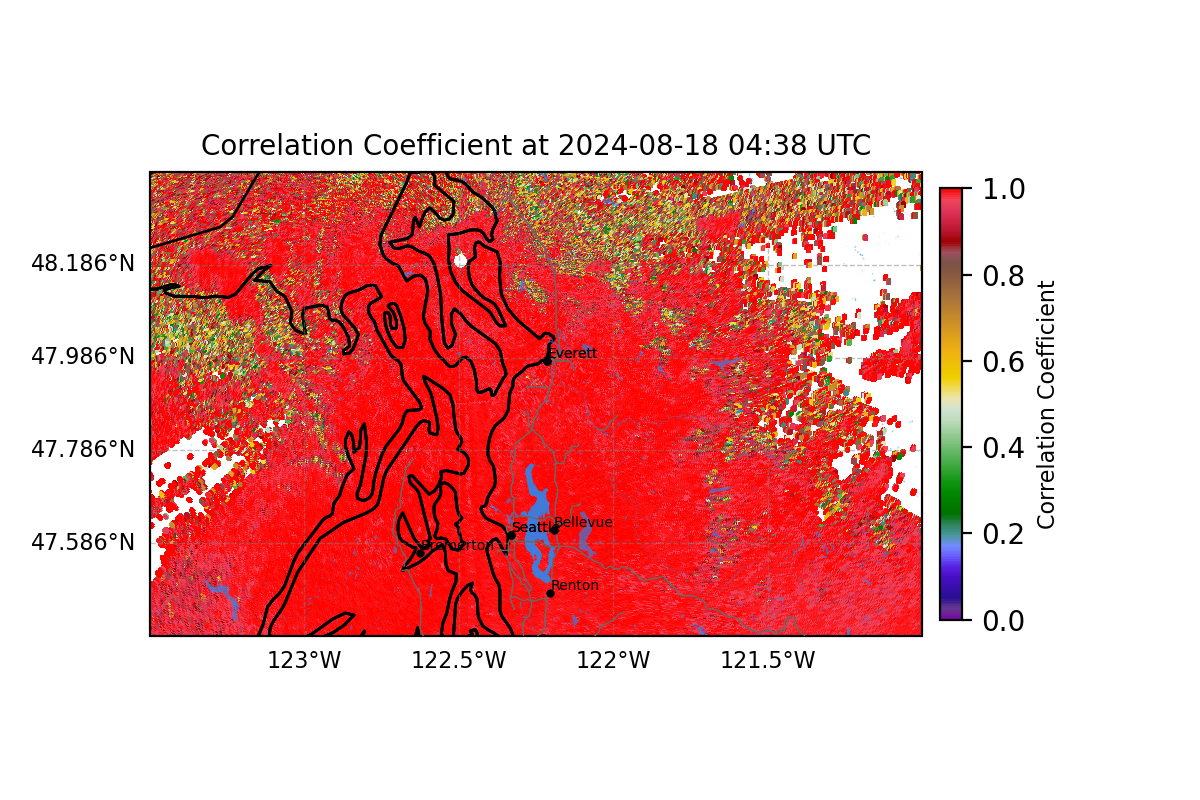 Correlation Coefficient at 2024-08-18 04:38 UTC
48.186°N
47.986°N
47.786°N
47.586°N
123°W
122.5°W
122°W
121.5°W
Everett
Seattle
Bellevue
Bremerton
Renton
1.0
0.8
0.6
0.4
0.2
0.0
Correlation Coefficient